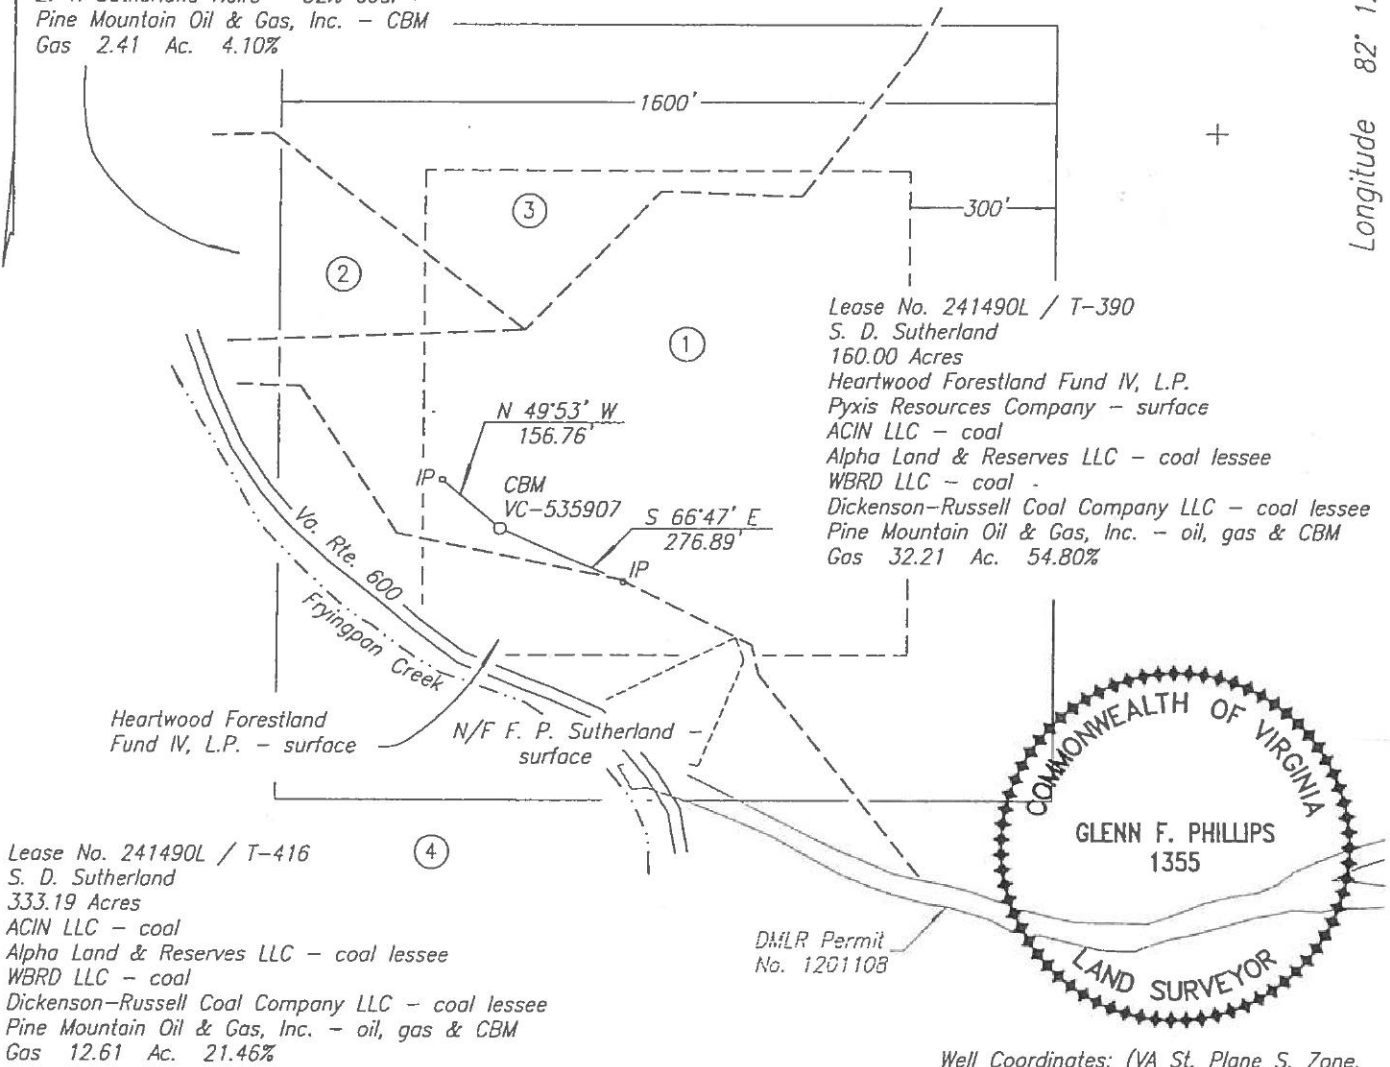 Pine Mountain Oil & Gas, Inc. - CBM
Gas 2.41 Ac. 4.10%
Longitude 82°
1600'
300'
3
2
1
Lease No. 241490L / T-390
S. D. Sutherland
160.00 Acres
Heartwood Forestland Fund IV, L.P.
Pyxis Resources Company - surface
ACIN LLC - coal
Alpha Land & Reserves LLC - coal lessee
WBRD LLC - coal
Dickenson-Russell Coal Company LLC - coal lessee
Pine Mountain Oil & Gas, Inc. - oil, gas & CBM
Gas 32.21 Ac. 54.80%
N 49°53' W
156.76'
IP
CBM
VC-535907
S 66°47' E
276.89'
IP
Va. Rte. 600
Fryingpan Creek
Heartwood Forestland
Fund IV, L.P. - surface
N/F F. P. Sutherland -
surface
4
Lease No. 241490L / T-416
S. D. Sutherland
333.19 Acres
ACIN LLC - coal
Alpha Land & Reserves LLC - coal lessee
WBRD LLC - coal
Dickenson-Russell Coal Company LLC - coal lessee
Pine Mountain Oil & Gas, Inc. - oil, gas & CBM
Gas 12.61 Ac. 21.46%
DMLR Permit
No. 1201108
COMMONWEALTH OF VIRGINIA
GLENN F. PHILLIPS
1355
LAND SURVEYOR
Well Coordinates: (VA St. Plane S. Zone,